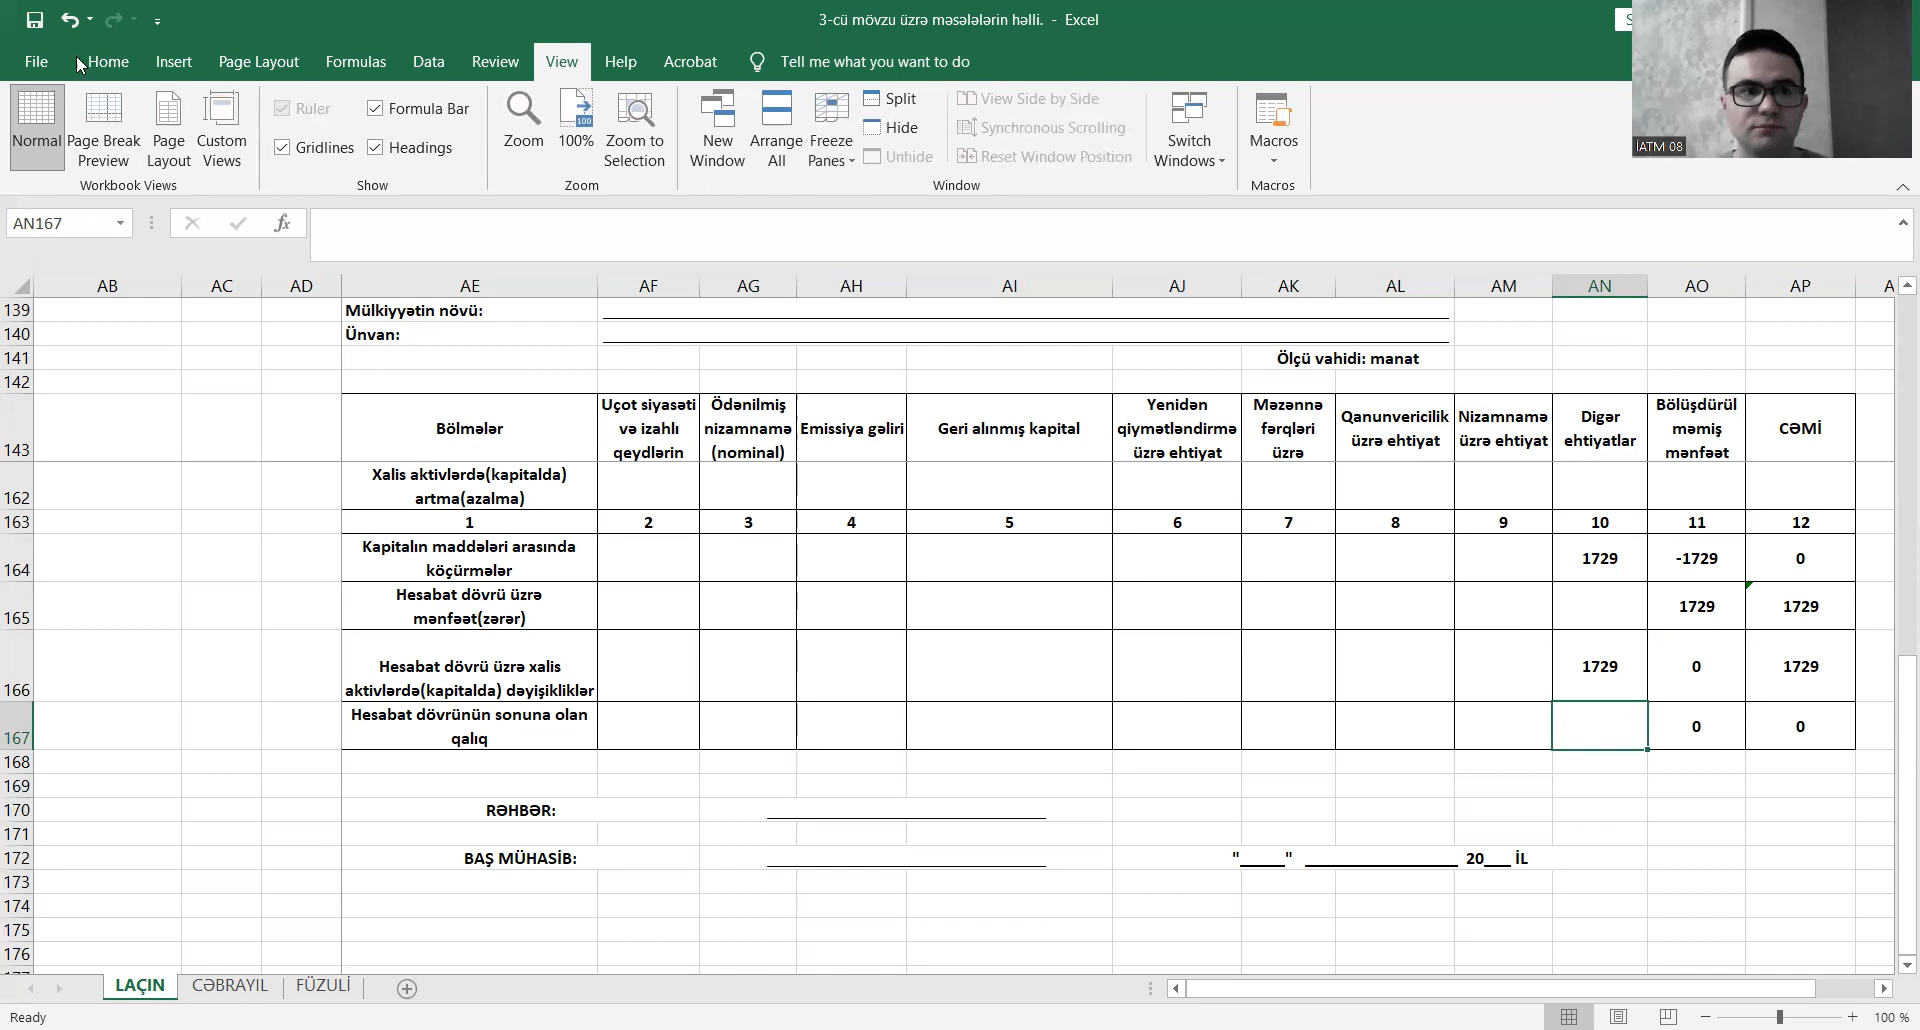 3-cü mövzu üzrə məsələlərin həlli. - Excel
File Home Insert Page Layout Formulas Data Review View Help Acrobat Tell me what you want to do
Normal
Page Break Preview
Page Layout
Custom Views
Workbook Views
Ruler
Formula Bar
Gridlines
Headings
Show
Zoom
100
100%
Zoom to Selection
Zoom
New Window
Arrange All
Freeze Panes
Split
Hide
Unhide
View Side by Side
Synchronous Scrolling
Reset Window Position
Switch Windows
Window
Macros
Macros
İATM 08
AN167
fx
AB AC AD AE AF AG AH AI AJ AK AL AM AN AO AP A
139 Mülkiyyətin növü:
140 Ünvan:
141 Ölçü vahidi: manat
142
143 Bölmələr
Uçot siyasəti və izahlı qeydlərin
Ödənilmiş nizamnamə (nominal)
Emissiya gəliri
Geri alınmış kapital
Yenidən qiymətləndirmə üzrə ehtiyat
Məzənnə fərqləri üzrə
Qanunvericilik üzrə ehtiyat
Nizamnamə üzrə ehtiyat
Digər ehtiyatlar
Bölüşdürül məmiş mənfəət
CƏMİ
162 Xalis aktivlərdə(kapitalda) artma(azalma)
163 1 2 3 4 5 6 7 8 9 10 11 12
164 Kapitalın maddələri arasında köçürmələr 1729 -1729 0
165 Hesabat dövrü üzrə mənfəət(zərər) 1729 1729
166 Hesabat dövrü üzrə xalis aktivlərdə(kapitalda) dəyişikliklər 1729 0 1729
167 Hesabat dövrünün sonuna olan qalıq 0 0
168
169
170 RƏHBƏR:
171
172 BAŞ MÜHASİB: "_____" _________________ 20___ İL
173
174
175
176
LAÇIN CƏBRAYIL FÜZULİ
Ready
100 %